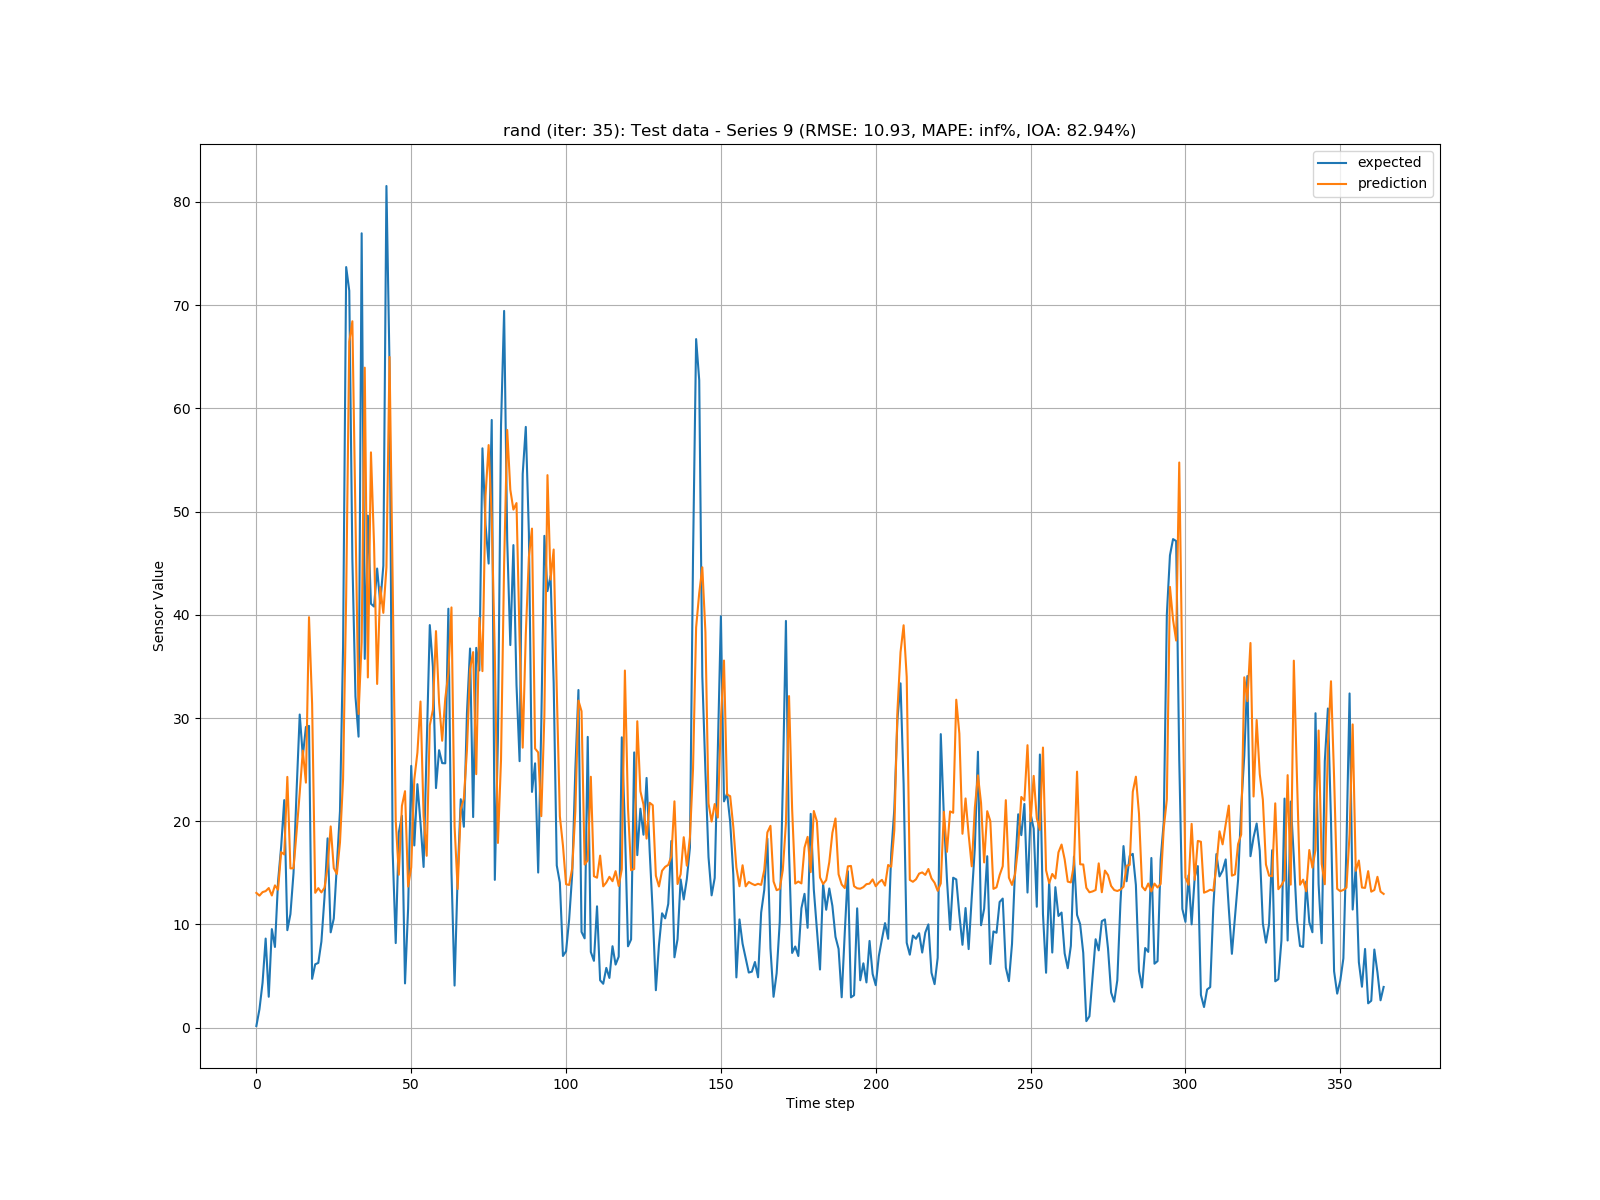 rand (iter: 35): Test data - Series 9 (RMSE: 10.93, MAPE: inf%, IOA: 82.94%)
expected
prediction
80
70
60
50
40
30
20
10
0
Sensor Value
0 50 100 150 200 250 300 350
Time step